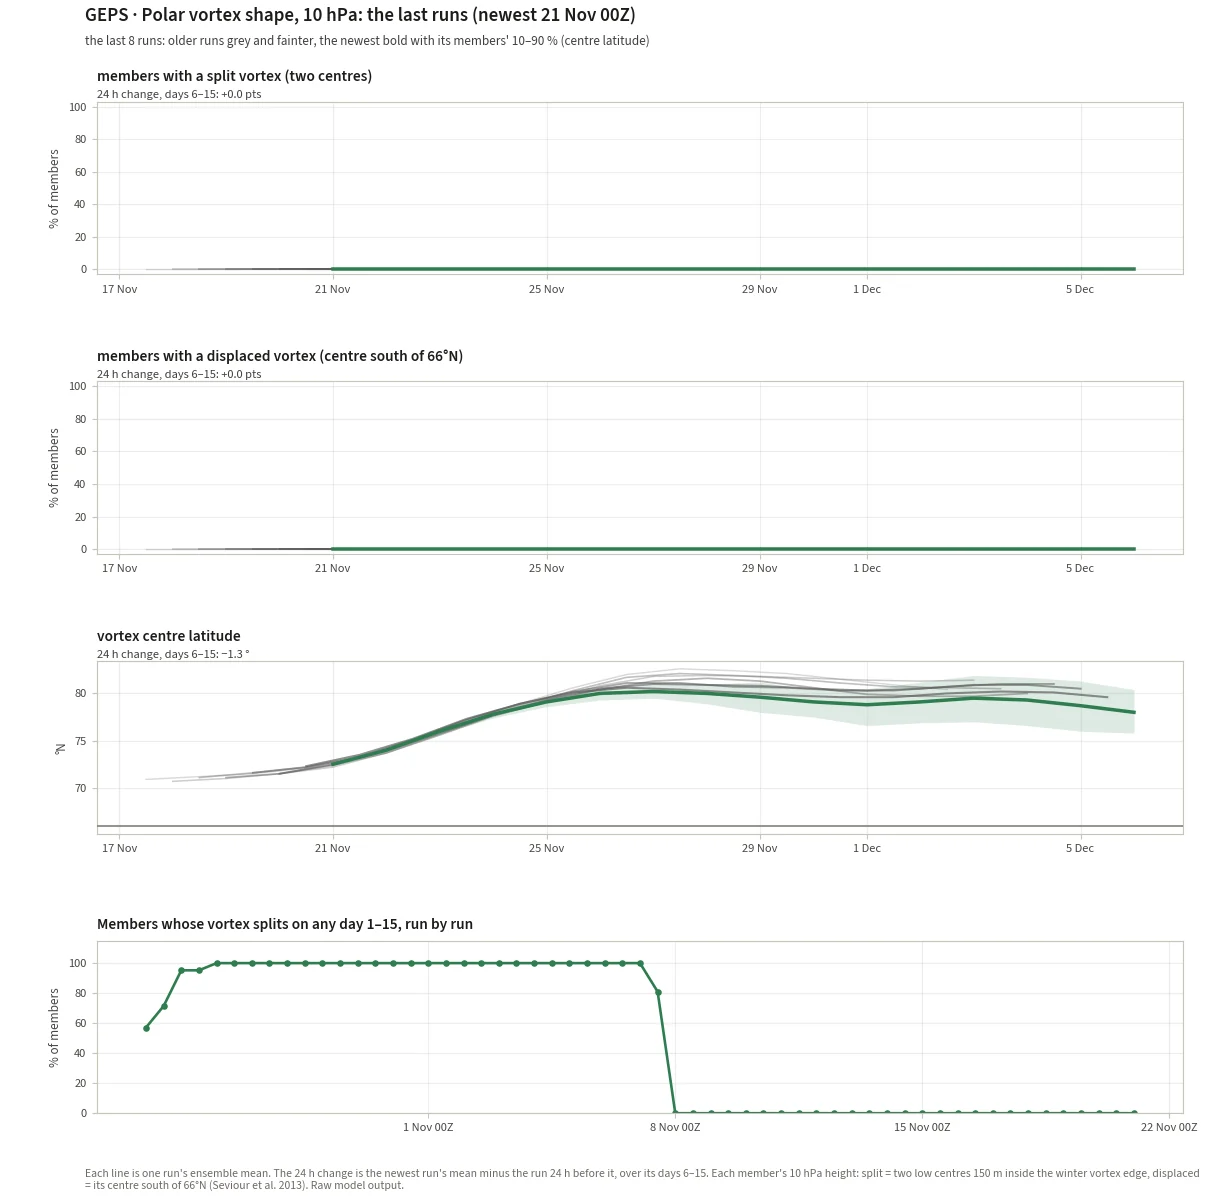 GEPS · Polar vortex shape, 10 hPa: the last runs (newest 21 Nov 00Z)
the last 8 runs: older runs grey and fainter, the newest bold with its members' 10–90 % (centre latitude)
members with a split vortex (two centres)
24 h change, days 6–15: +0.0 pts
100
80
60
40
20
0
% of members
17 Nov
21 Nov
25 Nov
29 Nov
1 Dec
5 Dec
members with a displaced vortex (centre south of 66°N)
24 h change, days 6–15: +0.0 pts
100
80
60
40
20
0
% of members
17 Nov
21 Nov
25 Nov
29 Nov
1 Dec
5 Dec
vortex centre latitude
24 h change, days 6–15: −1.3 °
80
75
70
°N
17 Nov
21 Nov
25 Nov
29 Nov
1 Dec
5 Dec
Members whose vortex splits on any day 1–15, run by run
100
80
60
40
20
0
% of members
1 Nov 00Z
8 Nov 00Z
15 Nov 00Z
22 Nov 00Z
Each line is one run's ensemble mean. The 24 h change is the newest run's mean minus the run 24 h before it, over its days 6–15. Each member's 10 hPa height: split = two low centres 150 m inside the winter vortex edge, displaced
= its centre south of 66°N (Seviour et al. 2013). Raw model output.